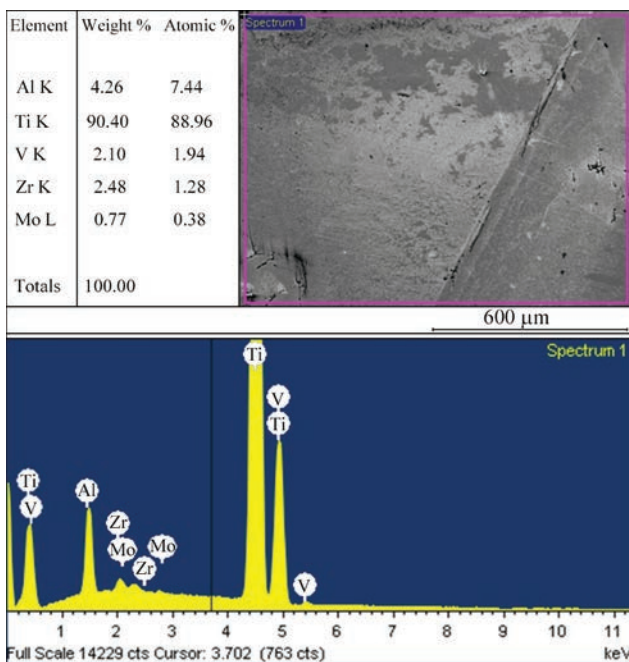 Element Weight % Atomic %
Al K 4.26 7.44
Ti K 90.40 88.96
V K 2.10 1.94
Zr K 2.48 1.28
Mo L 0.77 0.38
Totals 100.00
Spectrum 1
600 µm
Spectrum 1
Ti
V
Ti
V
Al
Zr
Mo
Zr
Mo
Ti
V
V
1 2 3 4 5 6 7 8 9 10 11
Full Scale 14229 cts Cursor: 3.702 (763 cts) keV